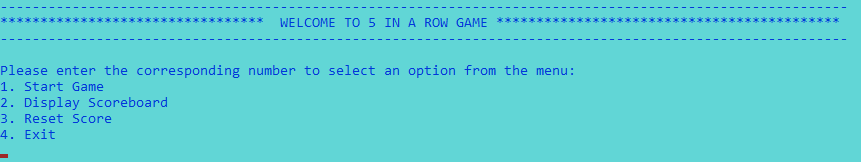 ----------------------------------------------------------------------------------------------------------
*********************************  WELCOME TO 5 IN A ROW GAME *******************************************
----------------------------------------------------------------------------------------------------------
Please enter the corresponding number to select an option from the menu:
1. Start Game
2. Display Scoreboard
3. Reset Score
4. Exit